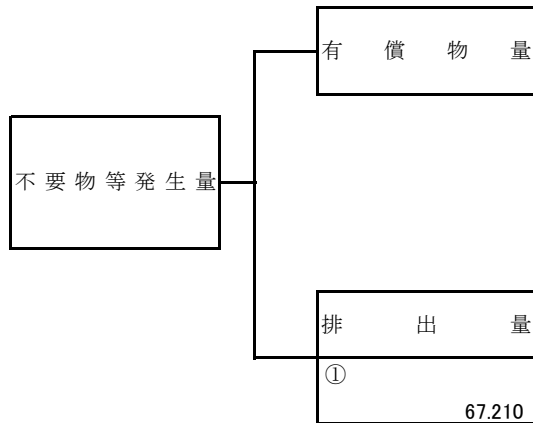 有償物量
不要物等発生量
排出量
①
67.210